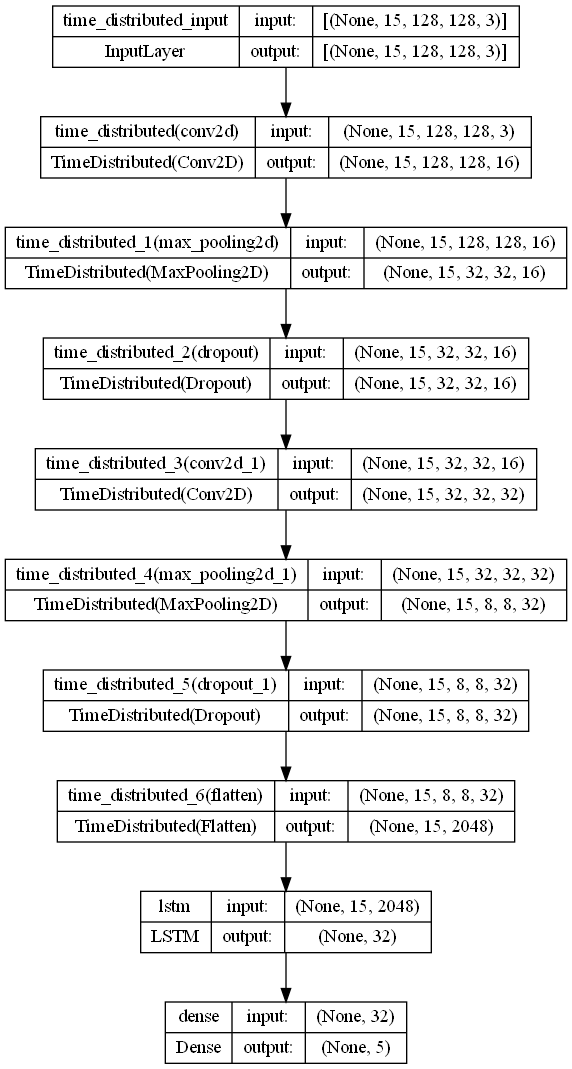 time_distributed_input input: [(None, 15, 128, 128, 3)]
InputLayer output: [(None, 15, 128, 128, 3)]
time_distributed(conv2d) input: (None, 15, 128, 128, 3)
TimeDistributed(Conv2D) output: (None, 15, 128, 128, 16)
time_distributed_1(max_pooling2d) input: (None, 15, 128, 128, 16)
TimeDistributed(MaxPooling2D) output: (None, 15, 32, 32, 16)
time_distributed_2(dropout) input: (None, 15, 32, 32, 16)
TimeDistributed(Dropout) output: (None, 15, 32, 32, 16)
time_distributed_3(conv2d_1) input: (None, 15, 32, 32, 16)
TimeDistributed(Conv2D) output: (None, 15, 32, 32, 32)
time_distributed_4(max_pooling2d_1) input: (None, 15, 32, 32, 32)
TimeDistributed(MaxPooling2D) output: (None, 15, 8, 8, 32)
time_distributed_5(dropout_1) input: (None, 15, 8, 8, 32)
TimeDistributed(Dropout) output: (None, 15, 8, 8, 32)
time_distributed_6(flatten) input: (None, 15, 8, 8, 32)
TimeDistributed(Flatten) output: (None, 15, 2048)
lstm input: (None, 15, 2048)
LSTM output: (None, 32)
dense input: (None, 32)
Dense output: (None, 5)